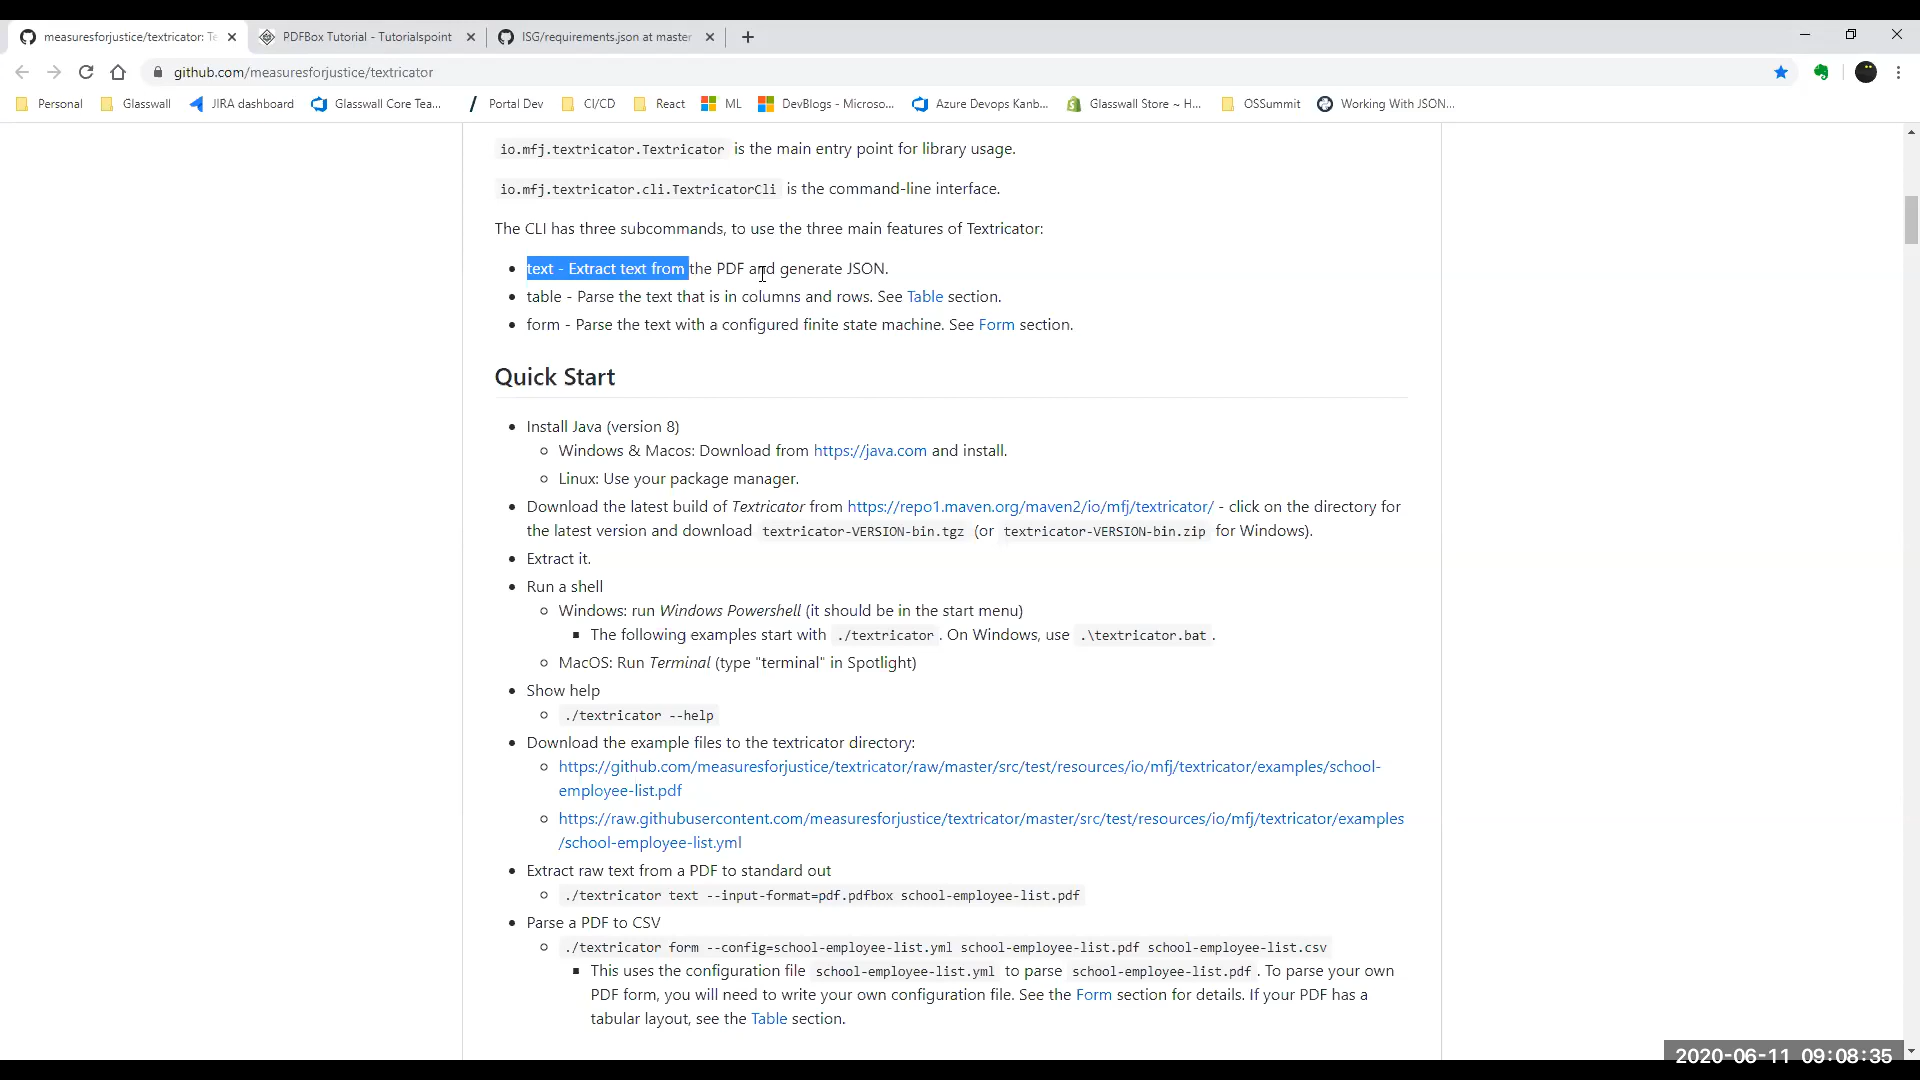 measuresforjustice/textricator: Te
PDFBox Tutorial - Tutorialspoint
ISG/requirements.json at master
github.com/measuresforjustice/textricator
Personal Glasswall JIRA dashboard Glasswall Core Tea... Portal Dev CI/CD React ML DevBlogs - Microso... Azure Devops Kanb... Glasswall Store ~ H... OSSummit Working With JSON...
io.mfj.textricator.Textricator is the main entry point for library usage.
io.mfj.textricator.cli.TextricatorCli is the command-line interface.
The CLI has three subcommands, to use the three main features of Textricator:
• text - Extract text from the PDF and generate JSON.
• table - Parse the text that is in columns and rows. See Table section.
• form - Parse the text with a configured finite state machine. See Form section.
Quick Start
• Install Java (version 8)
◦ Windows & Macos: Download from https://java.com and install.
◦ Linux: Use your package manager.
• Download the latest build of Textricator from https://repo1.maven.org/maven2/io/mfj/textricator/ - click on the directory for
the latest version and download textricator-VERSION-bin.tgz (or textricator-VERSION-bin.zip for Windows).
• Extract it.
• Run a shell
◦ Windows: run Windows Powershell (it should be in the start menu)
▪ The following examples start with ./textricator . On Windows, use .\textricator.bat .
◦ MacOS: Run Terminal (type "terminal" in Spotlight)
• Show help
◦ ./textricator --help
• Download the example files to the textricator directory:
◦ https://github.com/measuresforjustice/textricator/raw/master/src/test/resources/io/mfj/textricator/examples/school-
employee-list.pdf
◦ https://raw.githubusercontent.com/measuresforjustice/textricator/master/src/test/resources/io/mfj/textricator/examples
/school-employee-list.yml
• Extract raw text from a PDF to standard out
◦ ./textricator text --input-format=pdf.pdfbox school-employee-list.pdf
• Parse a PDF to CSV
◦ ./textricator form --config=school-employee-list.yml school-employee-list.pdf school-employee-list.csv
▪ This uses the configuration file school-employee-list.yml to parse school-employee-list.pdf . To parse your own
PDF form, you will need to write your own configuration file. See the Form section for details. If your PDF has a
tabular layout, see the Table section.
2020-06-11 09:08:35